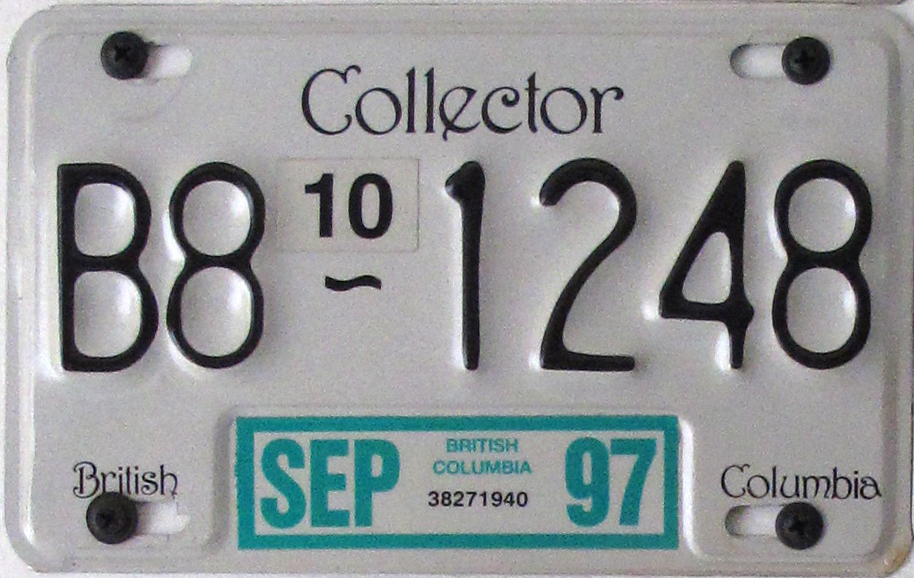 Collector
B8 10 ~ 1248
British SEP BRITISH COLUMBIA 38271940 97 Columbia